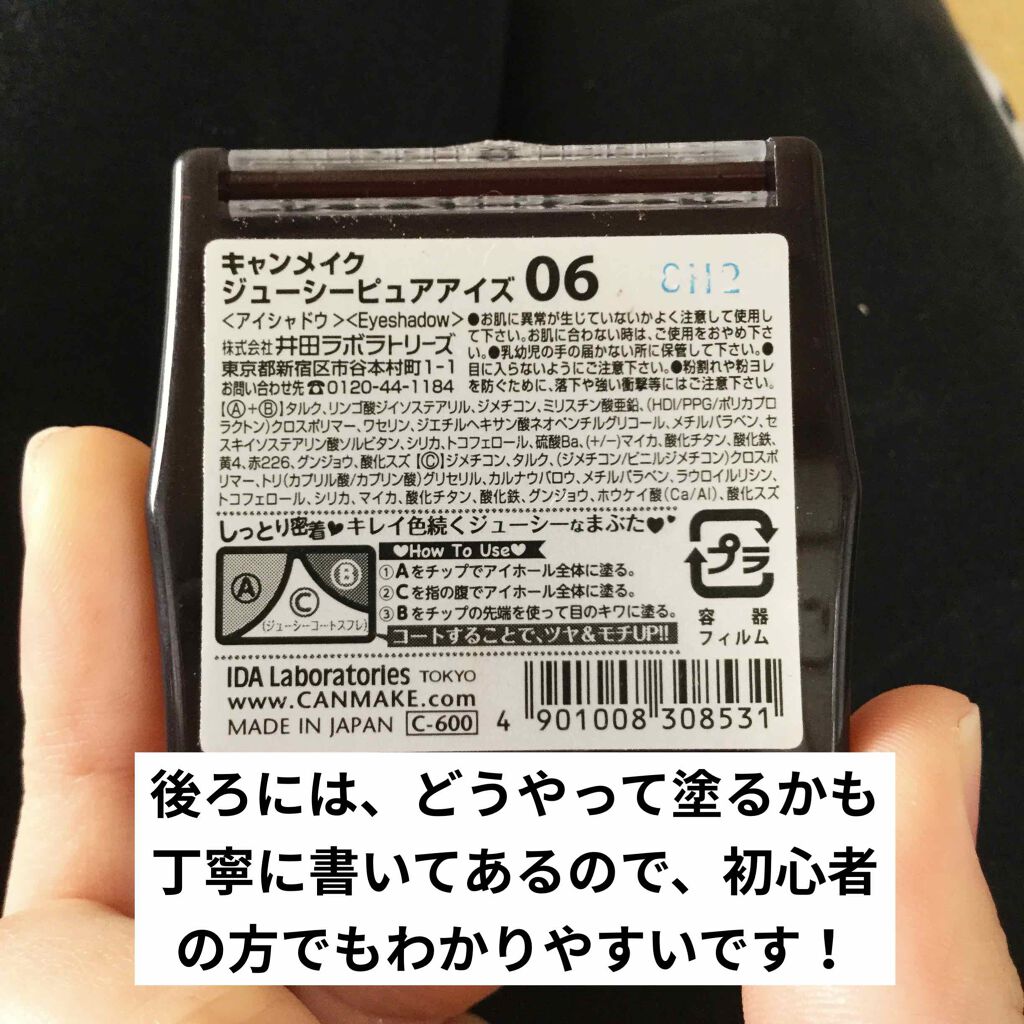 キャンメイク
ジューシーピュアアイズ 06
<アイシャドウ><Eyeshadow>
株式会社 井田ラボラトリーズ
東京都新宿区市谷本村町1-1
お問い合わせ先☎0120-44-1184
●お肌に異常が生じていないかよく注意して使用し
て下さい。お肌に合わない時は、ご使用をおやめ下さ
い。●乳幼児の手の届かない所に保管して下さい。●
目に入らないようにご注意下さい。●粉割れや粉ヨレ
を防ぐために、落下や強い衝撃等にはご注意下さい。
【Ⓐ+Ⓑ】タルク、リンゴ酸ジイソステアリル、ジメチコン、ミリスチン酸亜鉛、(HDI/PPG/ポリカプロ
ラクトン)クロスポリマー、ワセリン、ジエチルヘキサン酸ネオペンチルグリコール、メチルパラベン、セ
スキイソステアリン酸ソルビタン、シリカ、トコフェロール、硫酸Ba、(+/-)マイカ、酸化チタン、酸化鉄、
黄4、赤226、グンジョウ、酸化スズ【Ⓒ】ジメチコン、タルク、(ジメチコン/ビニルジメチコン)クロスポ
リマー、トリ(カプリル酸/カプリン酸)グリセリル、カルナウバロウ、メチルパラベン、ラウロイルリシン、
トコフェロール、シリカ、マイカ、酸化チタン、酸化鉄、グンジョウ、ホウケイ酸(Ca/Al)、酸化スズ
しっとり密着♥キレイ色続くジューシーなまぶた♥♥
Ⓐ
Ⓑ
Ⓒ
(ジューシーコートスフレ)
♥How To Use♥
①Aをチップでアイホール全体に塗る。
②Cを指の腹でアイホール全体に塗る。
③Bをチップの先端を使って目のキワに塗る。
コートすることで、ツヤ&モチUP!!
プラ
容器
フィルム
IDA Laboratories TOKYO
www.CANMAKE.com
MADE IN JAPAN C-600
4 901008 308531
後ろには、どうやって塗るかも
丁寧に書いてあるので、初心者
の方でもわかりやすいです！